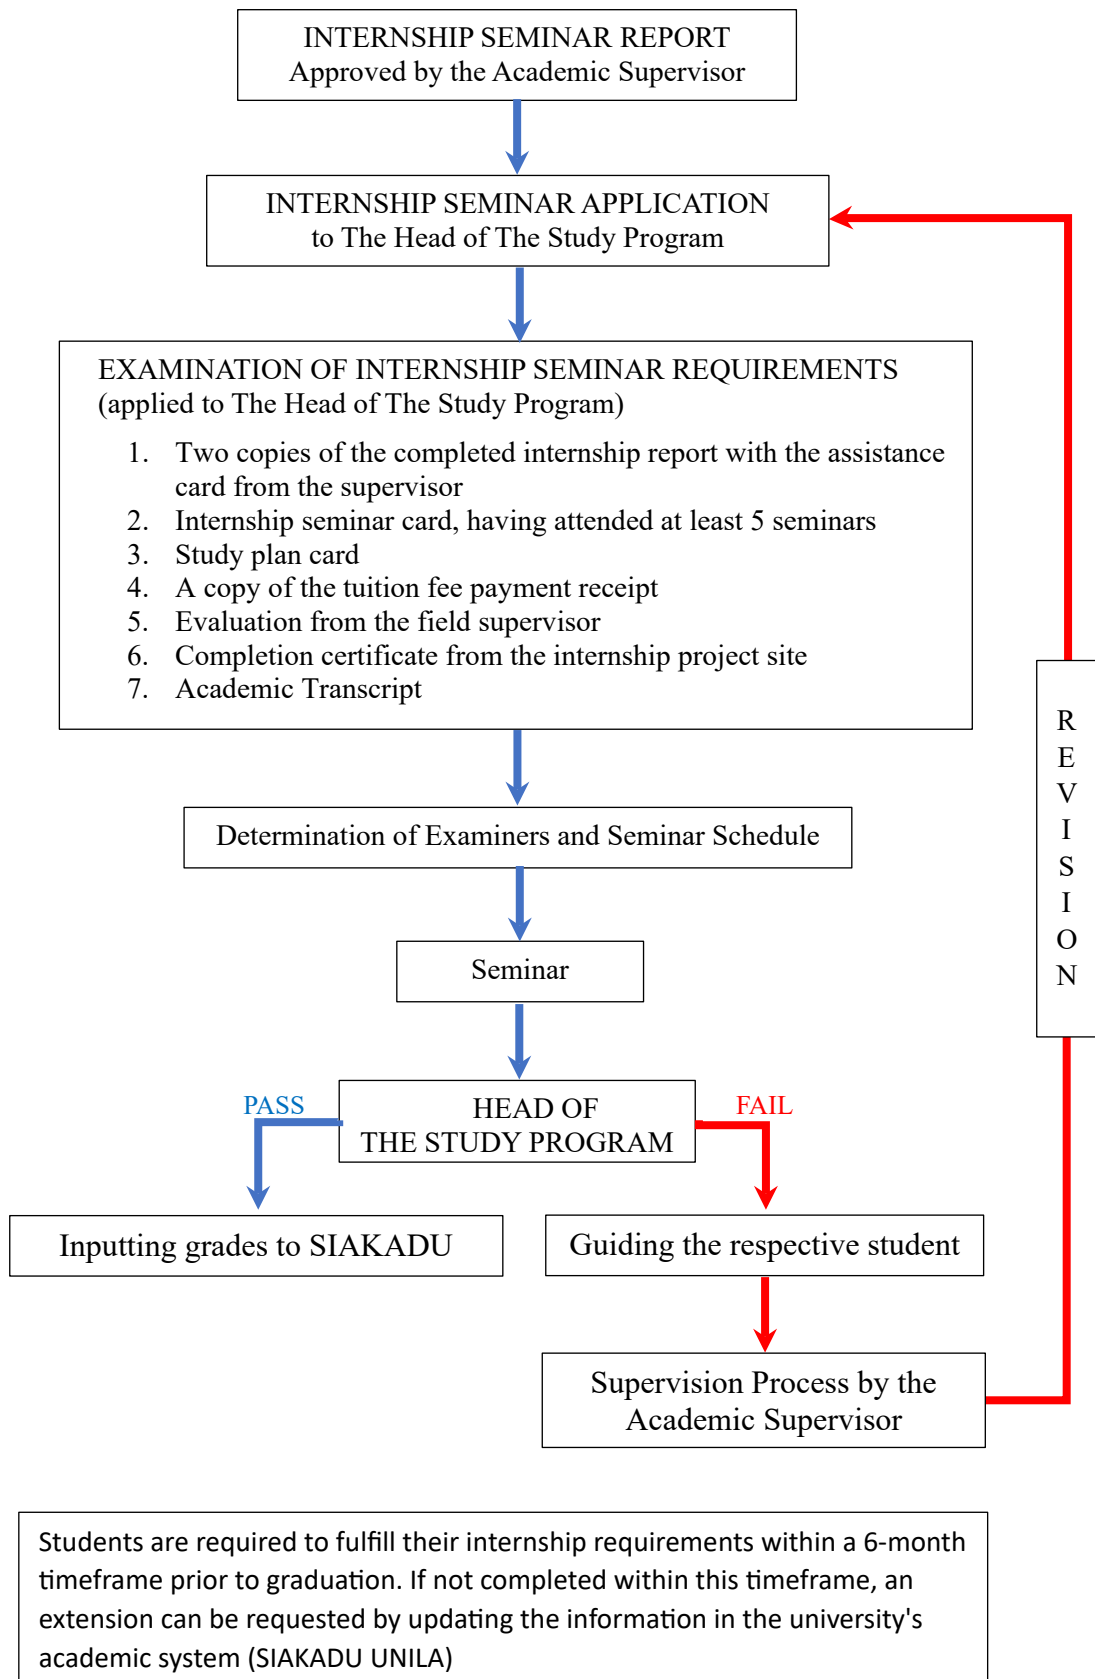 INTERNSHIP SEMINAR REPORT
Approved by the Academic Supervisor
INTERNSHIP SEMINAR APPLICATION
to The Head of The Study Program
EXAMINATION OF INTERNSHIP SEMINAR REQUIREMENTS
(applied to The Head of The Study Program)
1. Two copies of the completed internship report with the assistance
card from the supervisor
2. Internship seminar card, having attended at least 5 seminars
3. Study plan card
4. A copy of the tuition fee payment receipt
5. Evaluation from the field supervisor
6. Completion certificate from the internship project site
7. Academic Transcript
R
E
V
I
S
I
O
N
Determination of Examiners and Seminar Schedule
Seminar
PASS
HEAD OF
THE STUDY PROGRAM
FAIL
Inputting grades to SIAKADU
Guiding the respective student
Supervision Process by the
Academic Supervisor
Students are required to fulfill their internship requirements within a 6-month
timeframe prior to graduation. If not completed within this timeframe, an
extension can be requested by updating the information in the university's
academic system (SIAKADU UNILA)